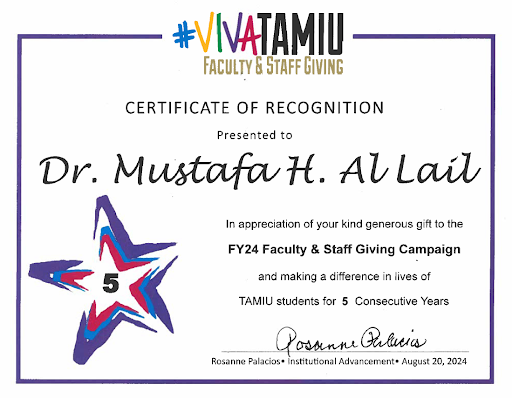 #VIVATAMIU
FACULTY & STAFF GIVING
CERTIFICATE OF RECOGNITION
Presented to
Dr. Mustafa H. Al Lail
In appreciation of your kind generous gift to the
FY24 Faculty & Staff Giving Campaign
and making a difference in lives of
TAMIU students for 5 Consecutive Years
5
Rosanne Palacios
Rosanne Palacios• Institutional Advancement• August 20, 2024